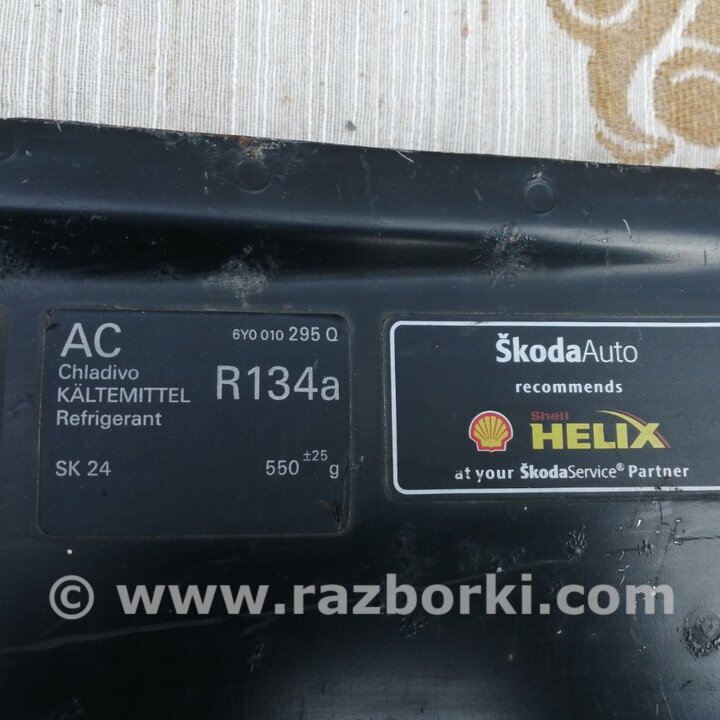 AC
6Y0 010 295 Q
Chladivo
KÄLTEMITTEL
Refrigerant
R134a
SK 24
550 ±25 g
ŠkodaAuto
recommends
Shell
HELIX
at your ŠkodaService® Partner
© www.razborki.com